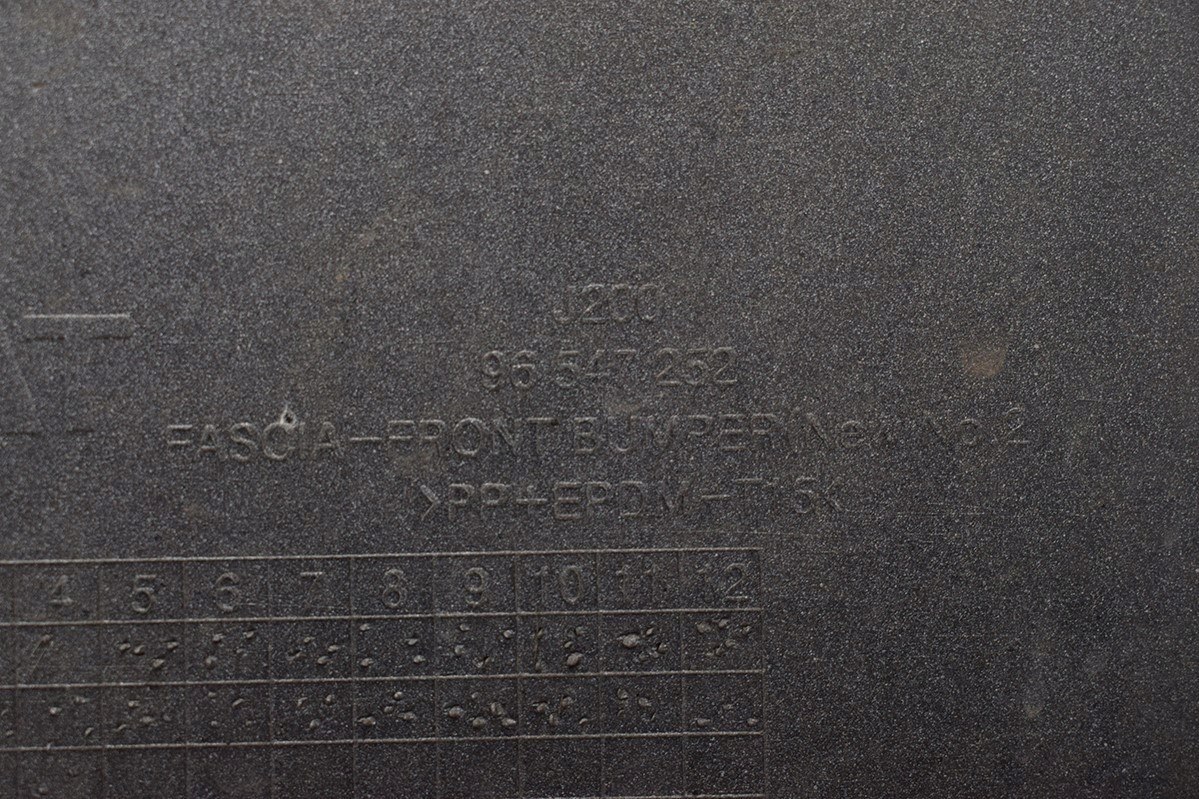 J200
96 547 252
FASCIA-FRONT BUMPER(New No.2
>PP+EPDM-T15<
4 5 6 7 8 9 10 11 12